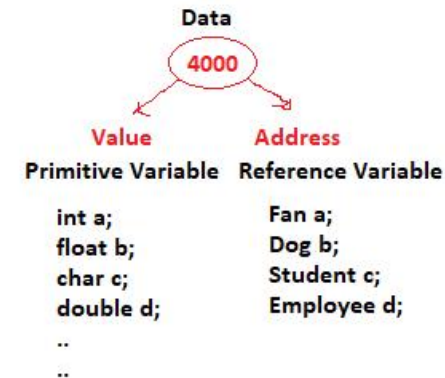 Data
4000
Value Address
Primitive Variable Reference Variable
int a; Fan a;
float b; Dog b;
char c; Student c;
double d; Employee d;
..
..